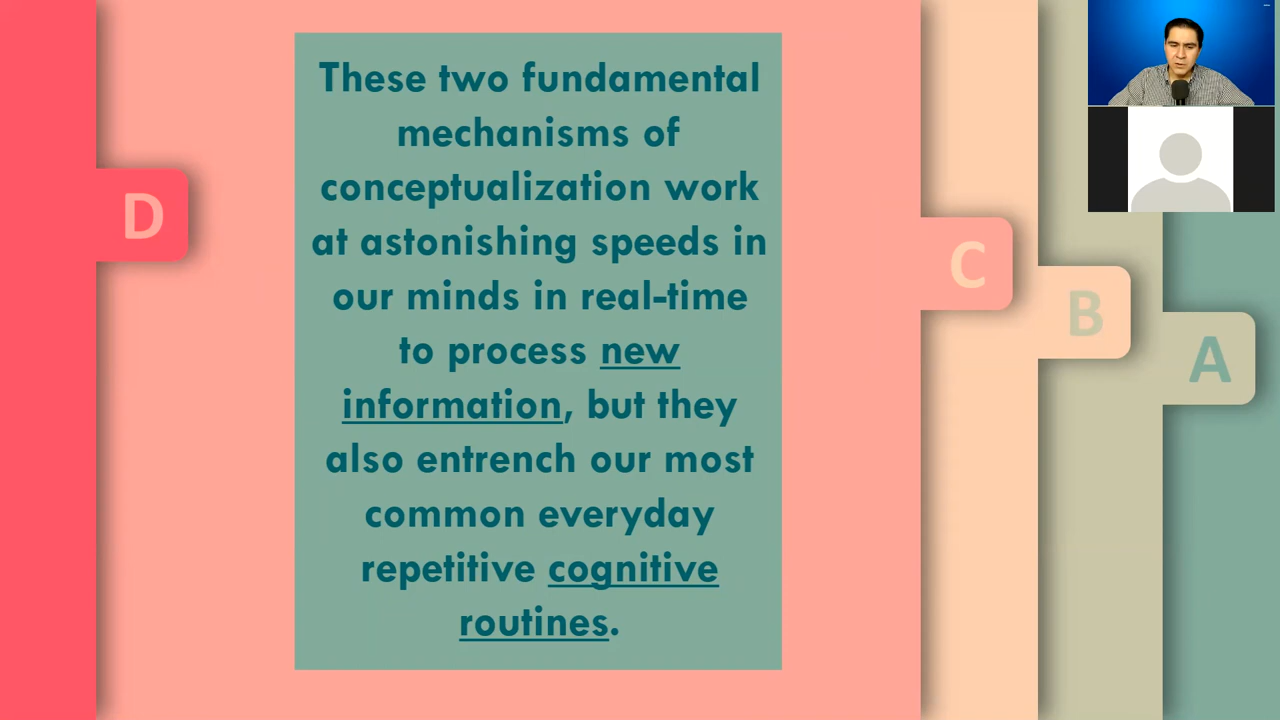 These two fundamental
mechanisms of
conceptualization work
at astonishing speeds in
our minds in real-time
to process new
information, but they
also entrench our most
common everyday
repetitive cognitive
routines.
D
C
B
A